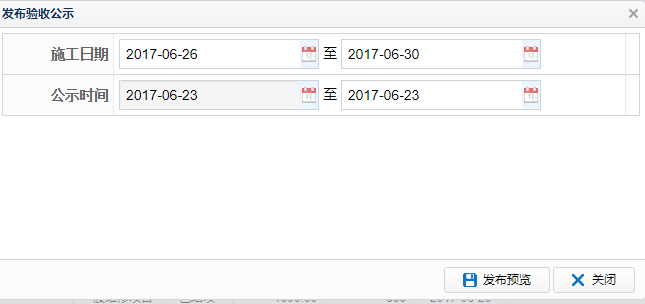 发布验收公示
施工日期 2017-06-26 至 2017-06-30
公示时间 2017-06-23 至 2017-06-23
发布预览 关闭